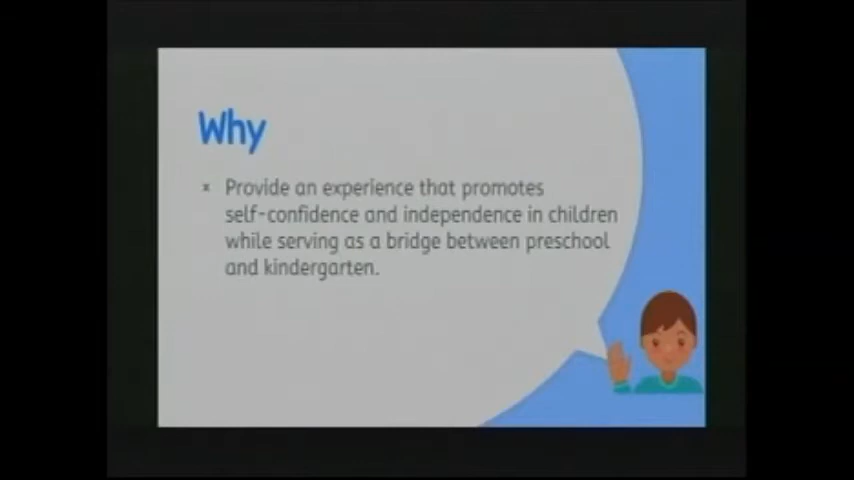 Why
x Provide an experience that promotes
self-confidence and independence in children
while serving as a bridge between preschool
and kindergarten.